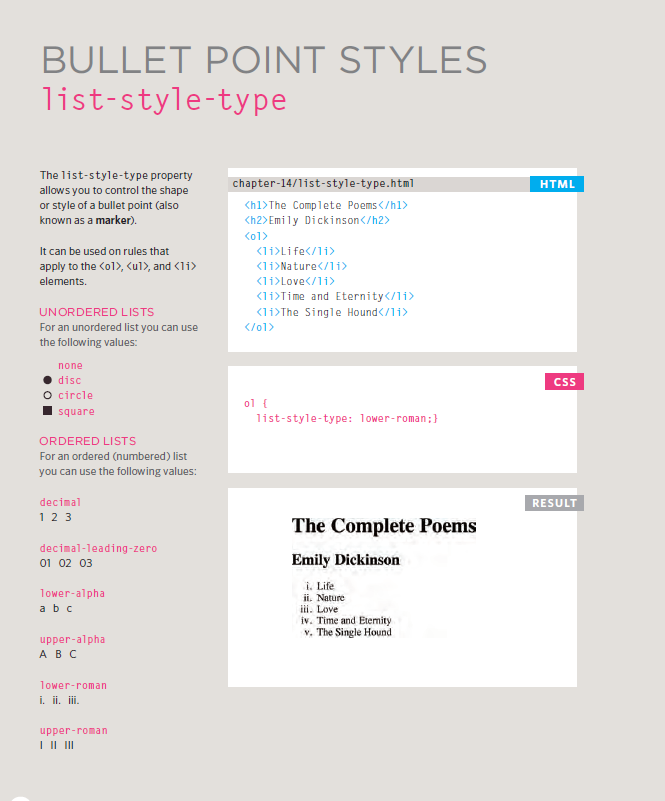 BULLET POINT STYLES
list-style-type
The list-style-type property
allows you to control the shape
or style of a bullet point (also
known as a marker).
It can be used on rules that
apply to the <ol>, <ul>, and <li>
elements.
UNORDERED LISTS
For an unordered list you can use
the following values:
none
disc
circle
square
ORDERED LISTS
For an ordered (numbered) list
you can use the following values:
decimal
1 2 3
decimal-leading-zero
01 02 03
lower-alpha
a b c
upper-alpha
A B C
lower-roman
i. ii. iii.
upper-roman
I II III
chapter-14/list-style-type.html
HTML
<h1>The Complete Poems</h1>
<h2>Emily Dickinson</h2>
<ol>
<li>Life</li>
<li>Nature</li>
<li>Love</li>
<li>Time and Eternity</li>
<li>The Single Hound</li>
</ol>
CSS
ol {
list-style-type: lower-roman;}
RESULT
The Complete Poems
Emily Dickinson
i. Life
ii. Nature
iii. Love
iv. Time and Eternity
v. The Single Hound